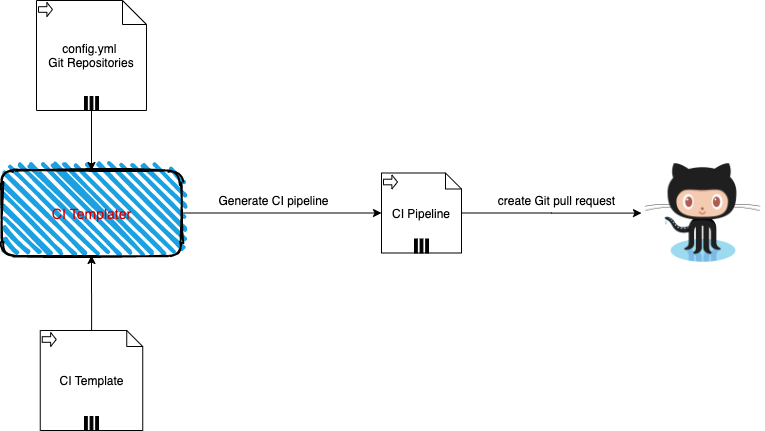 config.yml
Git Repositories
CI Templater
Generate CI pipeline
CI Pipeline
create Git pull request
CI Template